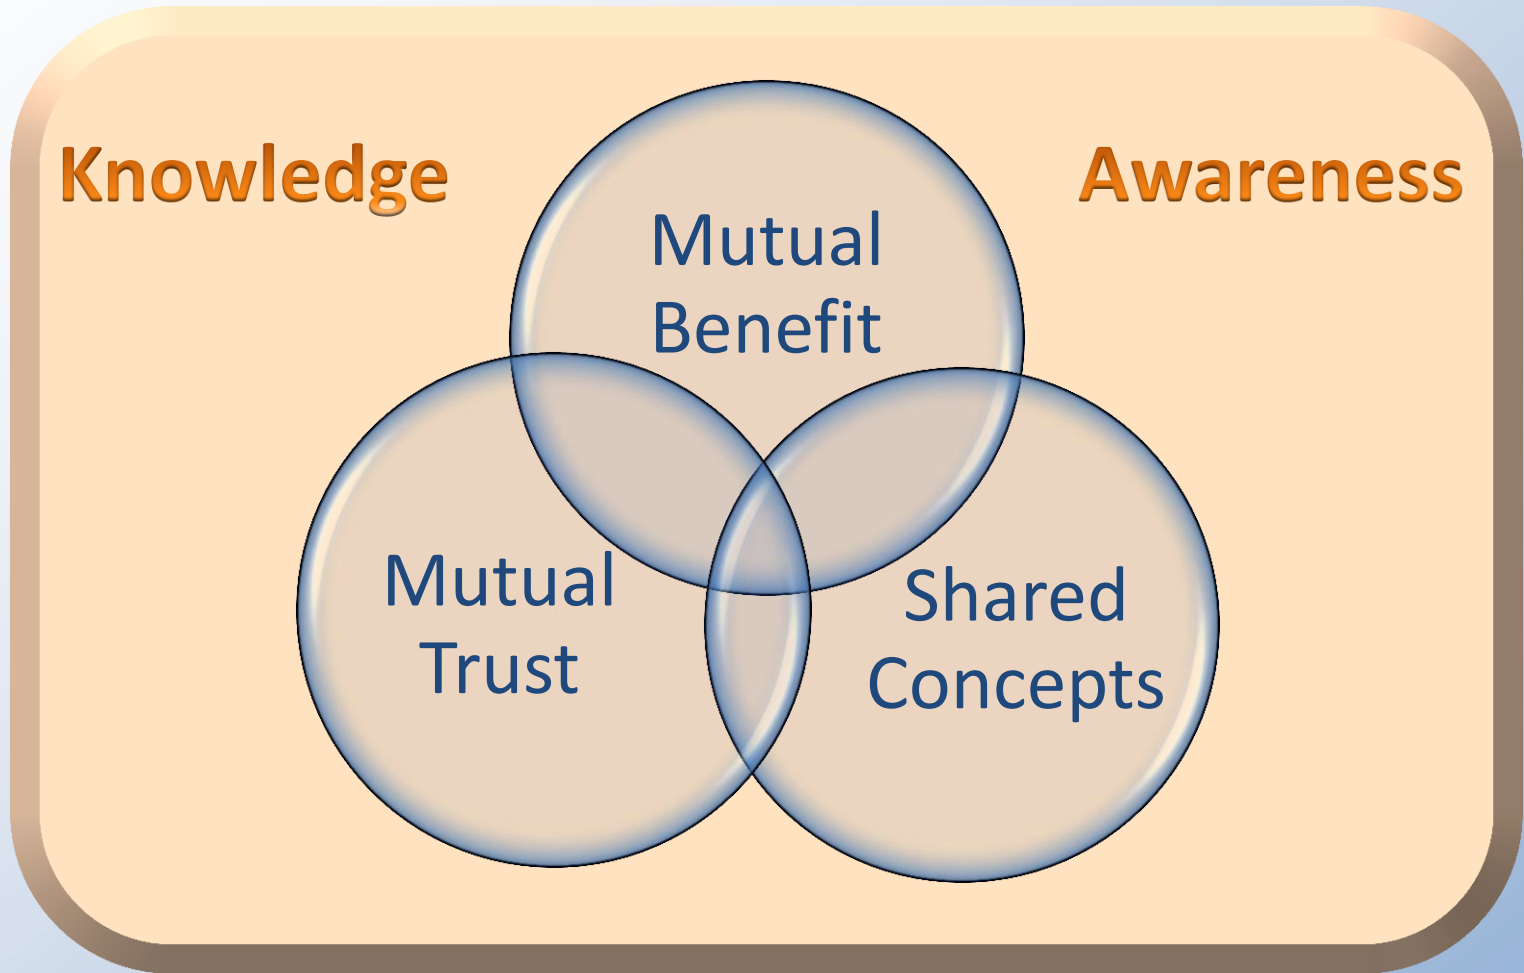 Knowledge
Awareness
Mutual
Benefit
Mutual
Trust
Shared
Concepts